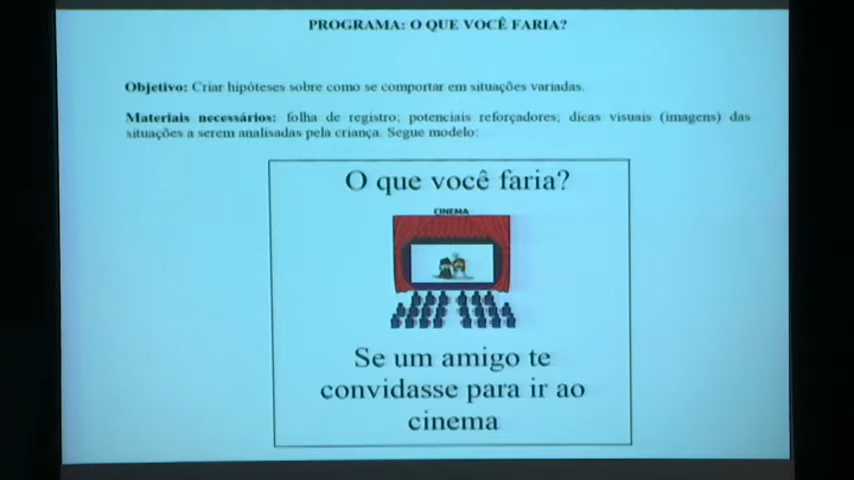 PROGRAMA: O QUE VOCÊ FARIA?
Objetivo: Criar hipóteses sobre como se comportar em situações variadas.
Materiais necessários: folha de registro; potenciais reforçadores; dicas visuais (imagens) das
situações a serem analisadas pela criança. Segue modelo:
O que você faria?
CINEMA
Se um amigo te
convidasse para ir ao
cinema